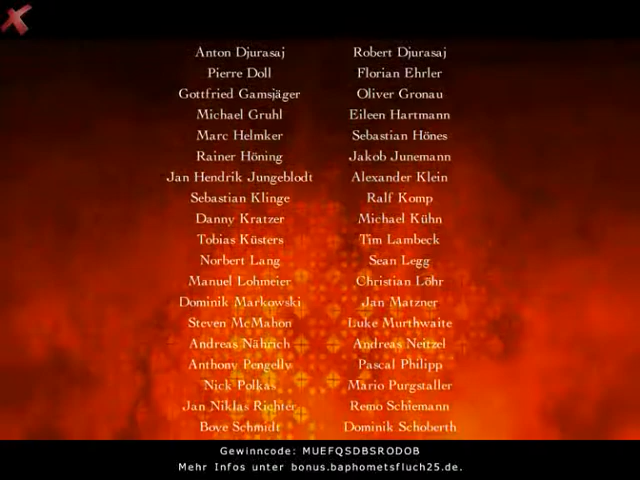 Anton Djurasaj Robert Djurasaj
Pierre Doll Florian Ehrler
Gottfried Gamsjäger Oliver Gronau
Michael Gruhl Eileen Hartmann
Marc Helmker Sebastian Hönes
Rainer Höning Jakob Junemann
Jan Hendrik Jungeblodt Alexander Klein
Sebastian Klinge Ralf Komp
Danny Kratzer Michael Kühn
Tobias Küsters Tim Lambeck
Norbert Lang Sean Legg
Manuel Lohmeier Christian Löhr
Dominik Markowski Jan Matzner
Steven McMahon Luke Murthwaite
Andreas Nährich Andreas Neitzel
Anthony Pengelly Pascal Philipp
Nick Polkas Mario Purgstaller
Jan Niklas Richter Remo Schiemann
Bove Schmidt Dominik Schoberth
Gewinncode: MUEFQSDBSRODOB
Mehr Infos unter bonus.baphometsfluch25.de.